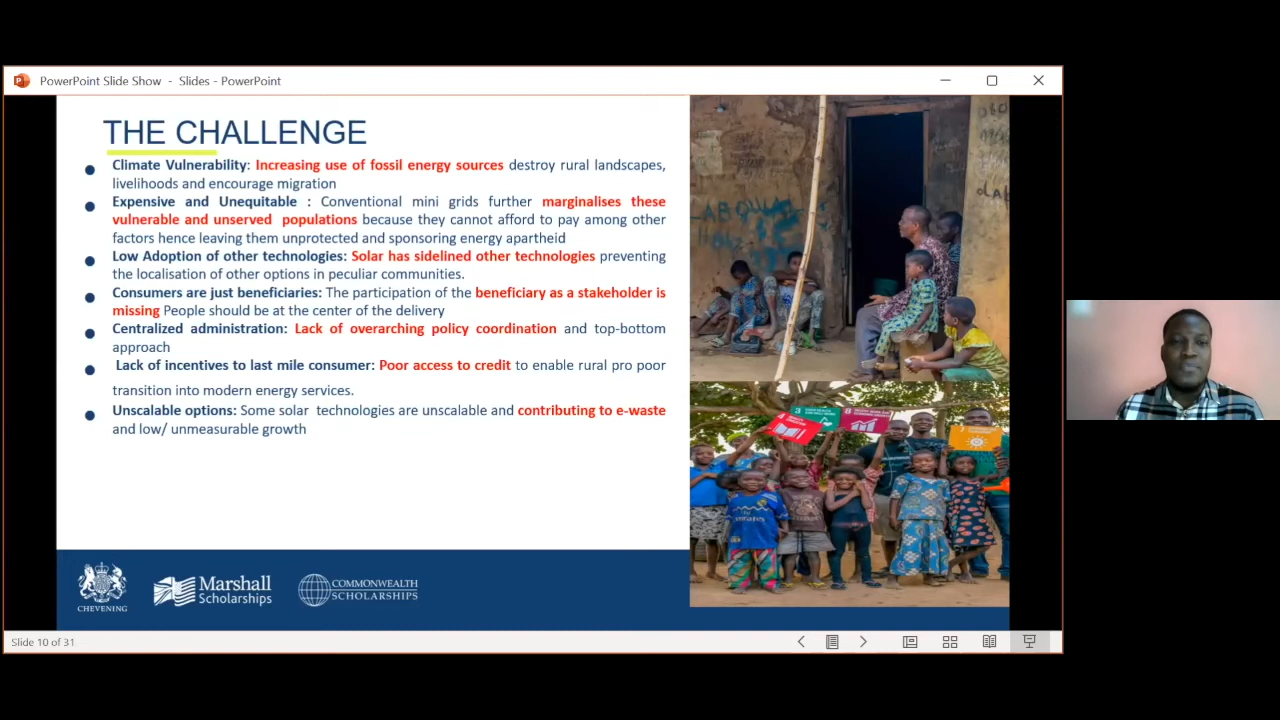 PowerPoint Slide Show - Slides - PowerPoint
THE CHALLENGE
Climate Vulnerability: Increasing use of fossil energy sources destroy rural landscapes,
livelihoods and encourage migration
Expensive and Unequitable : Conventional mini grids further marginalises these
vulnerable and unserved populations because they cannot afford to pay among other
factors hence leaving them unprotected and sponsoring energy apartheid
Low Adoption of other technologies: Solar has sidelined other technologies preventing
the localisation of other options in peculiar communities.
Consumers are just beneficiaries: The participation of the beneficiary as a stakeholder is
missing People should be at the center of the delivery
Centralized administration: Lack of overarching policy coordination and top-bottom
approach
Lack of incentives to last mile consumer: Poor access to credit to enable rural pro poor
transition into modern energy services.
Unscalable options: Some solar technologies are unscalable and contributing to e-waste
and low/ unmeasurable growth
CHEVENING
Marshall
Scholarships
COMMONWEALTH
SCHOLARSHIPS
Slide 10 of 31